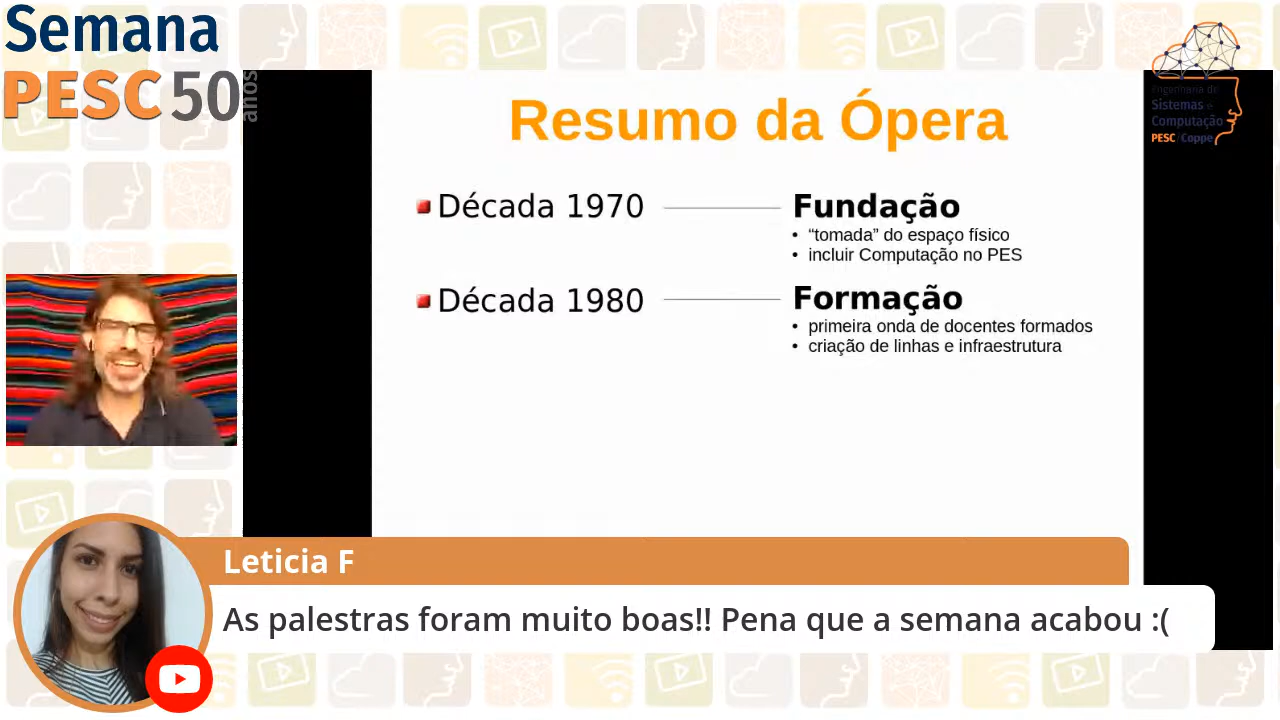 Semana
PESC 50 anos
Engenharia de
Sistemas e
Computação
PESC/Coppe
Resumo da Ópera
Década 1970
Fundação
• “tomada” do espaço físico
• incluir Computação no PES
Década 1980
Formação
• primeira onda de docentes formados
• criação de linhas e infraestrutura
Leticia F
As palestras foram muito boas!! Pena que a semana acabou :(